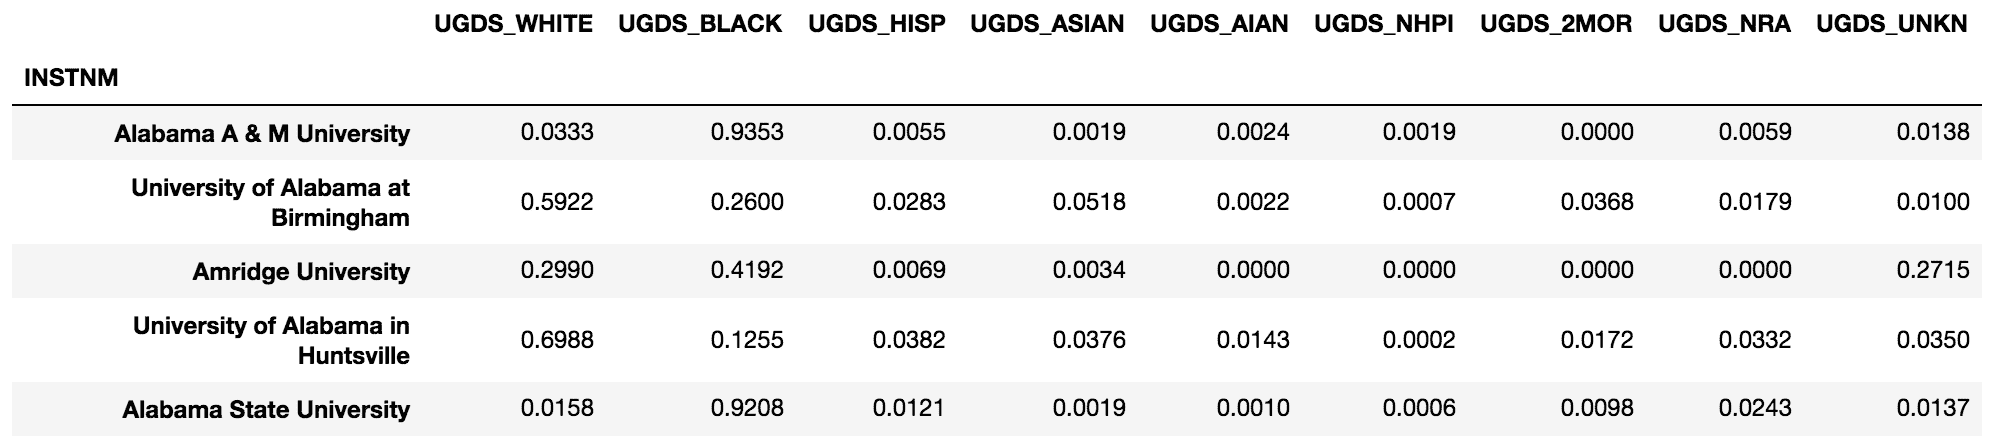 UGDS_WHITE UGDS_BLACK UGDS_HISP UGDS_ASIAN UGDS_AIAN UGDS_NHPI UGDS_2MOR UGDS_NRA UGDS_UNKN
INSTNM
Alabama A & M University 0.0333 0.9353 0.0055 0.0019 0.0024 0.0019 0.0000 0.0059 0.0138
University of Alabama at
Birmingham 0.5922 0.2600 0.0283 0.0518 0.0022 0.0007 0.0368 0.0179 0.0100
Amridge University 0.2990 0.4192 0.0069 0.0034 0.0000 0.0000 0.0000 0.0000 0.2715
University of Alabama in
Huntsville 0.6988 0.1255 0.0382 0.0376 0.0143 0.0002 0.0172 0.0332 0.0350
Alabama State University 0.0158 0.9208 0.0121 0.0019 0.0010 0.0006 0.0098 0.0243 0.0137